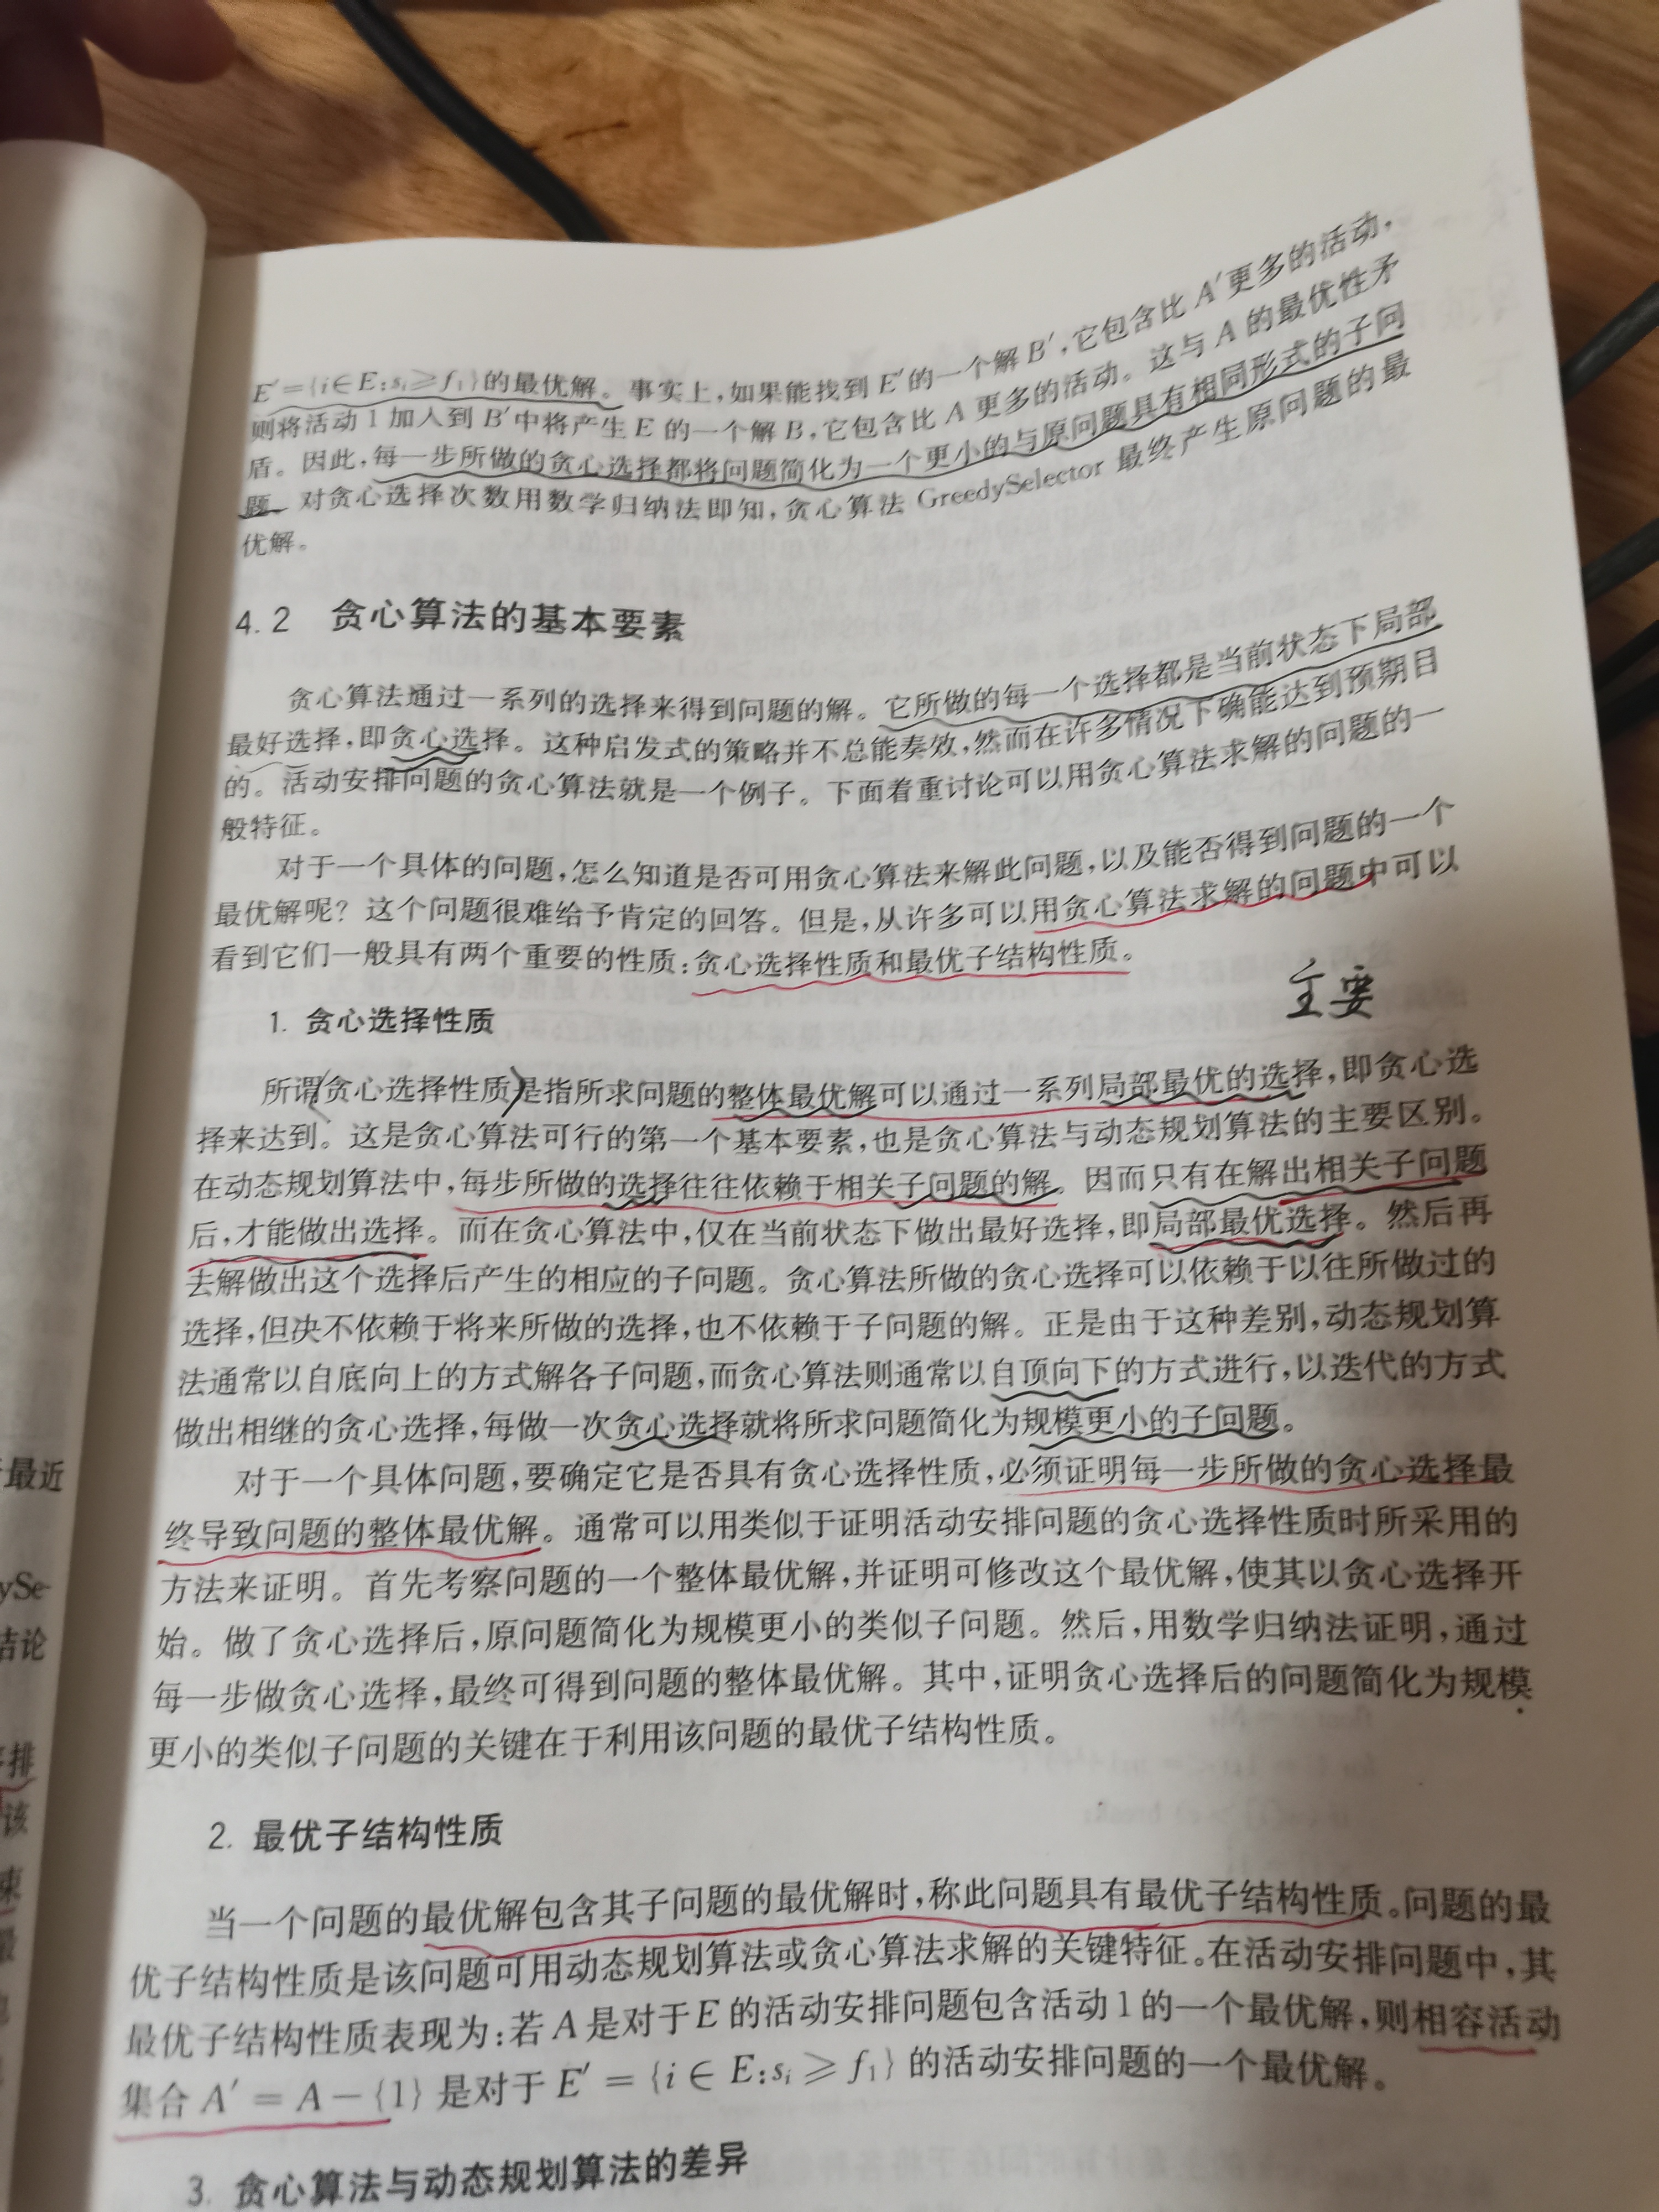 E′={i∈E:sᵢ≥f₁}的最优解。事实上,如果能找到 E′的一个解 B′,它包含比 A′更多的活动,
则将活动 1 加入到 B′中将产生 E 的一个解 B,它包含比 A 更多的活动。这与 A 的最优性矛
盾。因此,每一步所做的贪心选择都将问题简化为一个更小的与原问题具有相同形式的子问
题。对贪心选择次数用数学归纳法即知,贪心算法 GreedySelector 最终产生原问题的最
优解。
4.2 贪心算法的基本要素
贪心算法通过一系列的选择来得到问题的解。它所做的每一个选择都是当前状态下局部
最好选择,即贪心选择。这种启发式的策略并不总能奏效,然而在许多情况下确能达到预期目
的。活动安排问题的贪心算法就是一个例子。下面着重讨论可以用贪心算法求解的问题的一
般特征。
对于一个具体的问题,怎么知道是否可用贪心算法来解此问题,以及能否得到问题的一个
最优解呢?这个问题很难给予肯定的回答。但是,从许多可以用贪心算法求解的问题中可以
看到它们一般具有两个重要的性质:贪心选择性质和最优子结构性质。
主要
1. 贪心选择性质
所谓(贪心选择性质)是指所求问题的整体最优解可以通过一系列局部最优的选择,即贪心选
择来达到。这是贪心算法可行的第一个基本要素,也是贪心算法与动态规划算法的主要区别。
在动态规划算法中,每步所做的选择往往依赖于相关子问题的解。因而只有在解出相关子问题
后,才能做出选择。而在贪心算法中,仅在当前状态下做出最好选择,即局部最优选择。然后再
去解做出这个选择后产生的相应的子问题。贪心算法所做的贪心选择可以依赖于以往所做过的
选择,但决不依赖于将来所做的选择,也不依赖于子问题的解。正是由于这种差别,动态规划算
法通常以自底向上的方式解各子问题,而贪心算法则通常以自顶向下的方式进行,以迭代的方式
做出相继的贪心选择,每做一次贪心选择就将所求问题简化为规模更小的子问题。
对于一个具体问题,要确定它是否具有贪心选择性质,必须证明每一步所做的贪心选择最
终导致问题的整体最优解。通常可以用类似于证明活动安排问题的贪心选择性质时所采用的
方法来证明。首先考察问题的一个整体最优解,并证明可修改这个最优解,使其以贪心选择开
始。做了贪心选择后,原问题简化为规模更小的类似子问题。然后,用数学归纳法证明,通过
每一步做贪心选择,最终可得到问题的整体最优解。其中,证明贪心选择后的问题简化为规模
更小的类似子问题的关键在于利用该问题的最优子结构性质。
2. 最优子结构性质
当一个问题的最优解包含其子问题的最优解时,称此问题具有最优子结构性质。问题的最
优子结构性质是该问题可用动态规划算法或贪心算法求解的关键特征。在活动安排问题中,其
最优子结构性质表现为:若 A 是对于 E 的活动安排问题包含活动 1 的一个最优解,则相容活动
集合 A′ = A − {1} 是对于 E′ = {i ∈ E:sᵢ ≥ f₁} 的活动安排问题的一个最优解。
3. 贪心算法与动态规划算法的差异
最近
ySe-
结论
排
该
束